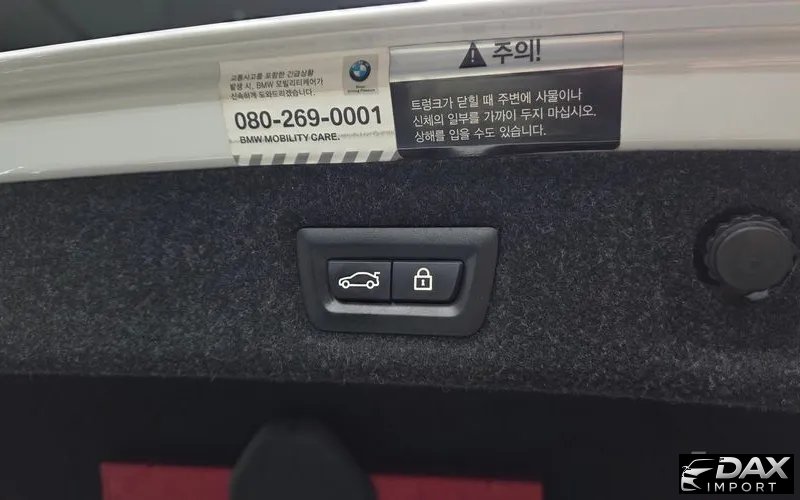 교통사고를 포함한 긴급상황
발생 시, BMW 모빌리티케어가
신속하게 도와드리겠습니다.
080-269-0001
BMW MOBILITY CARE.
주의!
트렁크가 닫힐 때 주변에 사물이나
신체의 일부를 가까이 두지 마십시오.
상해를 입을 수도 있습니다.
DAX
IMPORT